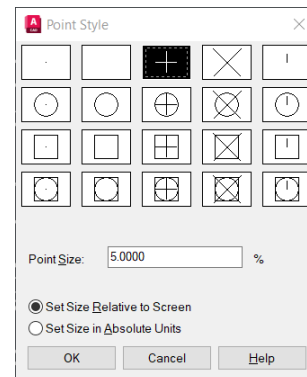 Point Style
Point Size: 5.0000 %
Set Size Relative to Screen
Set Size in Absolute Units
OK Cancel Help